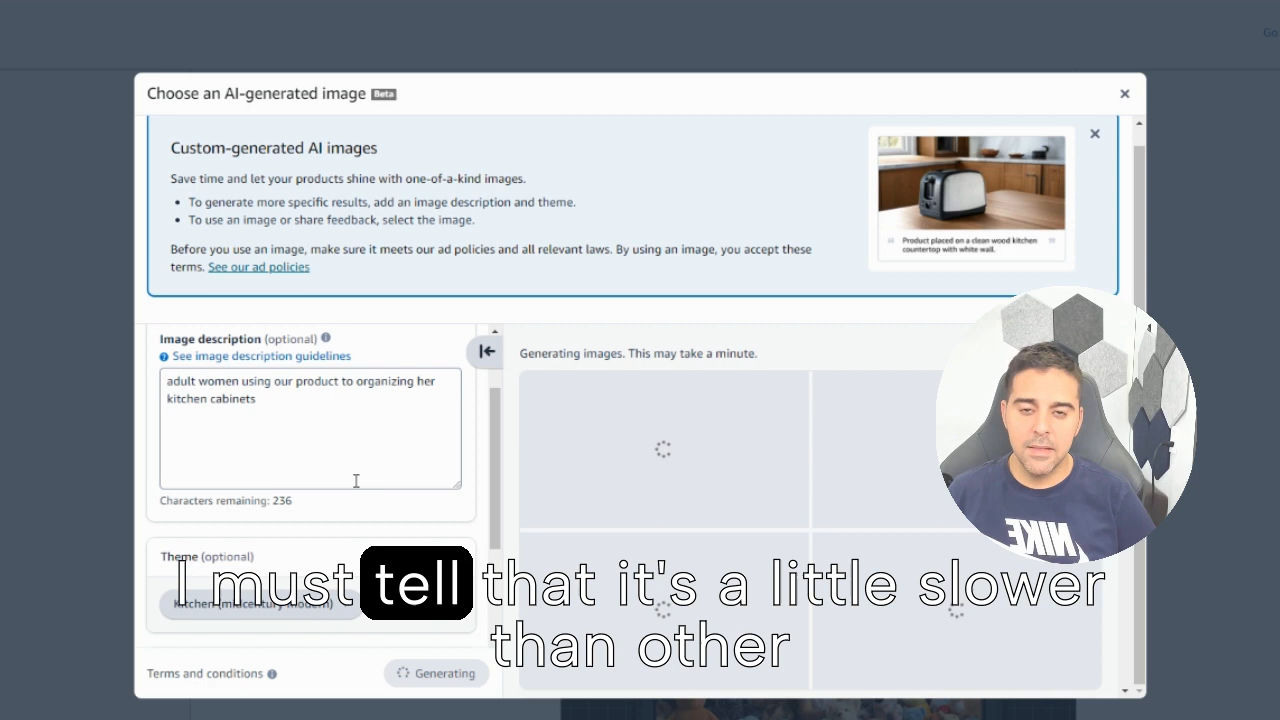 Go
Choose an AI-generated image Beta
Custom-generated AI images
Save time and let your products shine with one-of-a-kind images.
• To generate more specific results, add an image description and theme.
• To use an image or share feedback, select the image.
Before you use an image, make sure it meets our ad policies and all relevant laws. By using an image, you accept these
terms. See our ad policies
Product placed on a clean wood kitchen
countertop with white wall.
Image description (optional)
See image description guidelines
adult women using our product to organizing her
kitchen cabinets
Characters remaining: 236
Theme (optional)
Kitchen (midcentury modern)
Terms and conditions
Generating
Generating images. This may take a minute.
NIKE
I must tell that it's a little slower
than other